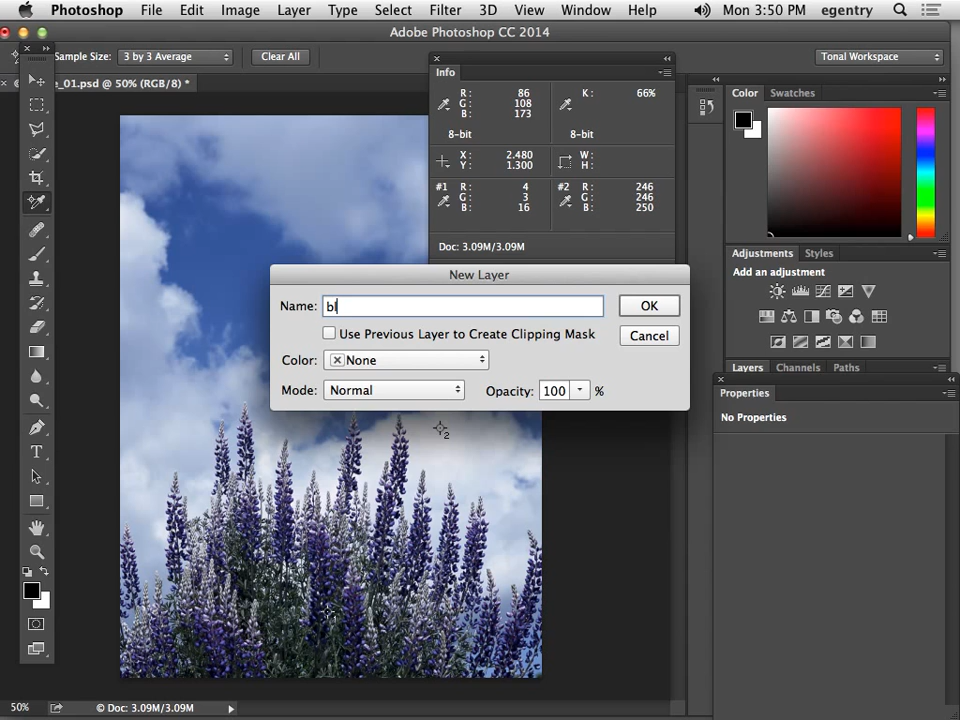 Photoshop File Edit Image Layer Type Select Filter 3D View Window Help Mon 3:50 PM egentry
Adobe Photoshop CC 2014
Sample Size: 3 by 3 Average Clear All Tonal Workspace
e_01.psd @ 50% (RGB/8) *
Info
R: 86 K: 66%
G: 108
B: 173
8-bit 8-bit
X: 2.480 W:
Y: 1.300 H:
#1 R: 4 #2 R: 246
G: 3 G: 246
B: 16 B: 250
Doc: 3.09M/3.09M
Color Swatches
Adjustments Styles
Add an adjustment
Layers Channels Paths
Properties
No Properties
New Layer
Name: bl OK
Use Previous Layer to Create Clipping Mask Cancel
Color: None
Mode: Normal Opacity: 100 %
2
50% © Doc: 3.09M/3.09M